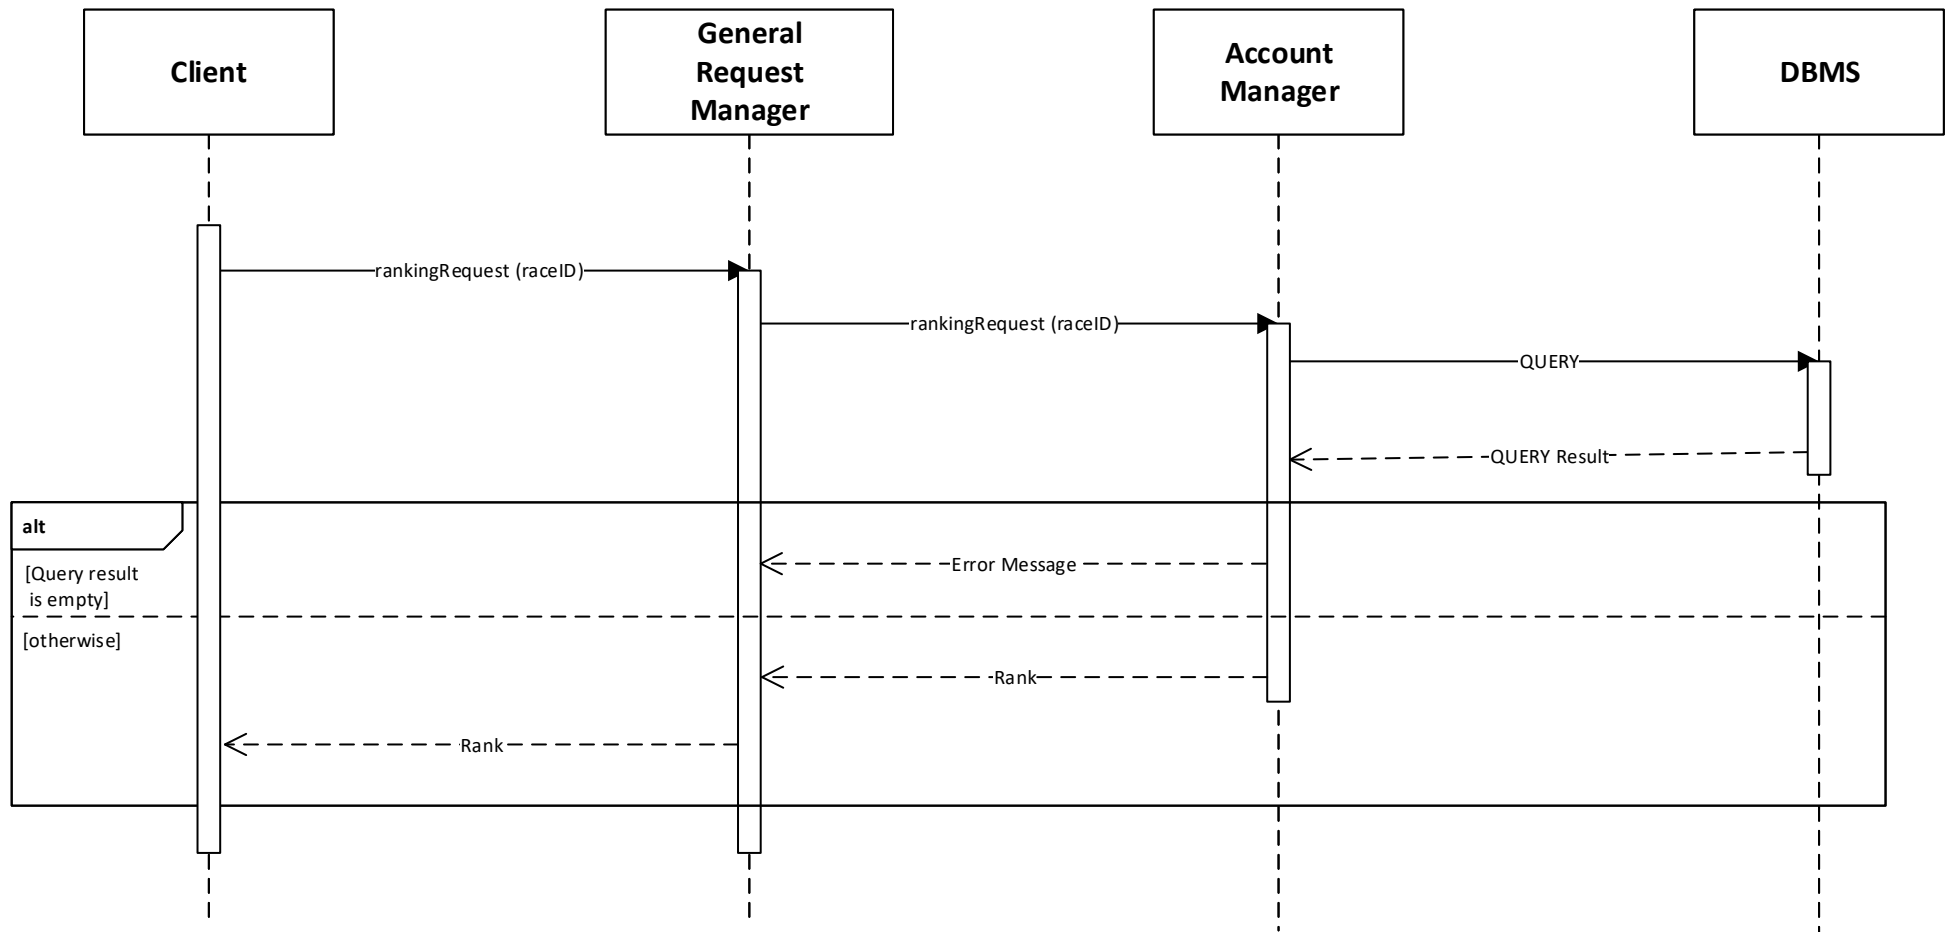 Client
General
Request
Manager
Account
Manager
DBMS
rankingRequest (raceID)
rankingRequest (raceID)
QUERY
QUERY Result
alt
[Query result
is empty]
Error Message
[otherwise]
Rank
Rank